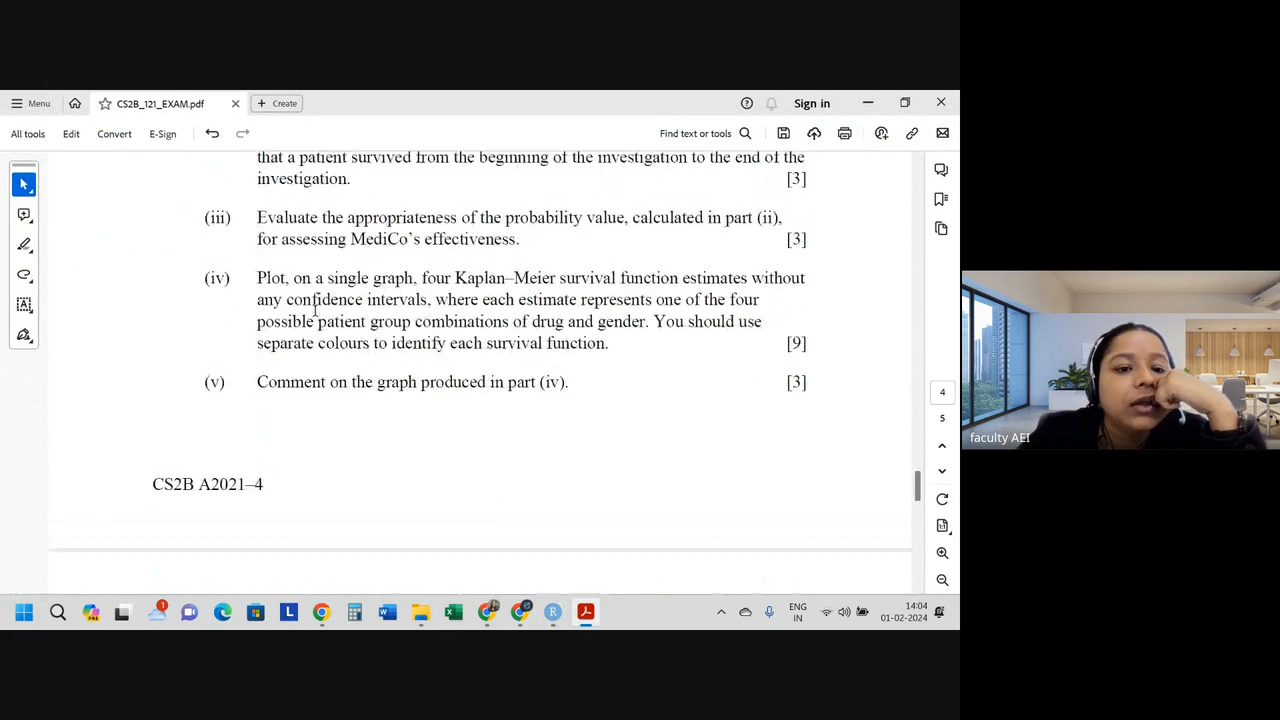 Menu
CS2B_121_EXAM.pdf
Create
Sign in
All tools
Edit
Convert
E-Sign
Find text or tools
that a patient survived from the beginning of the investigation to the end of the
investigation. [3]
(iii) Evaluate the appropriateness of the probability value, calculated in part (ii),
for assessing MediCo's effectiveness. [3]
(iv) Plot, on a single graph, four Kaplan–Meier survival function estimates without
any confidence intervals, where each estimate represents one of the four
possible patient group combinations of drug and gender. You should use
separate colours to identify each survival function. [9]
(v) Comment on the graph produced in part (iv). [3]
CS2B A2021–4
4
5
faculty AEI
1
ENG
IN
14:04
01-02-2024